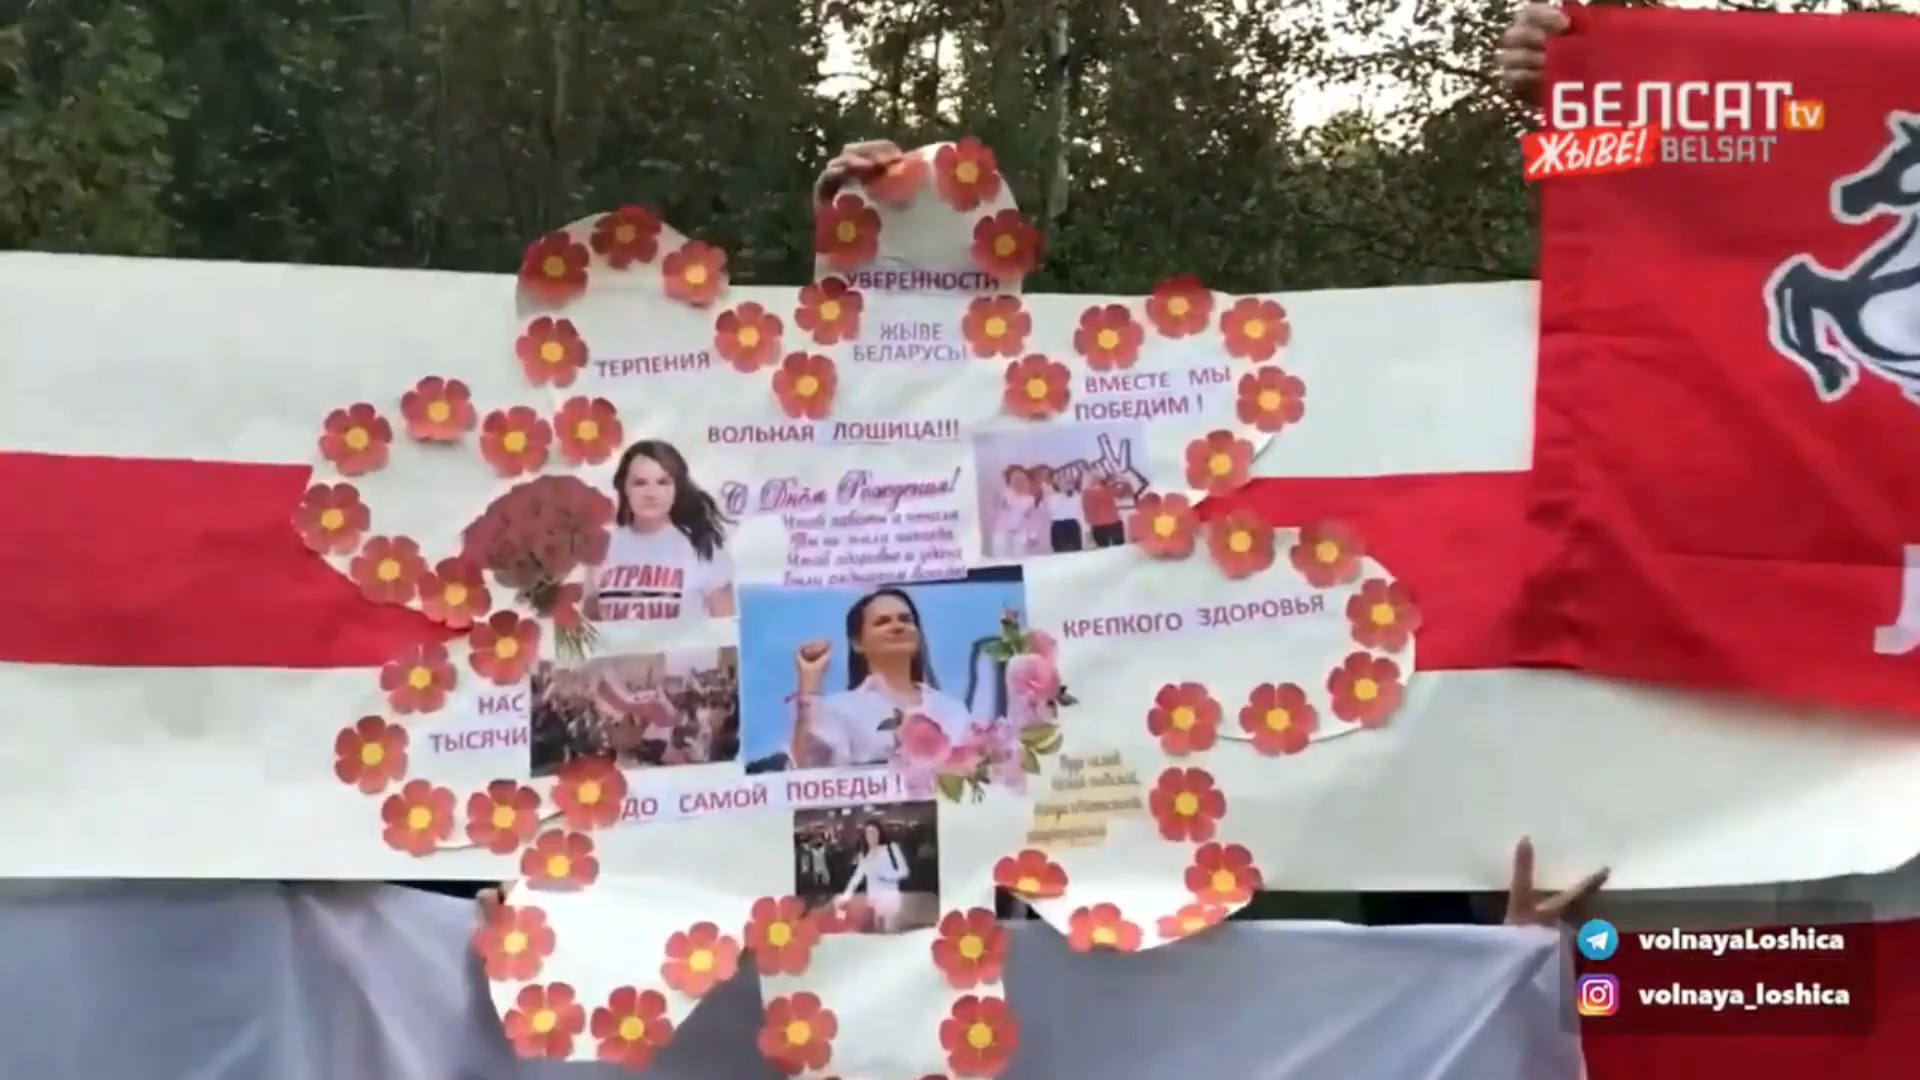 БЕЛСАТ tv
ЖЫВЕ! BELSAT
УВЕРЕННОСТИ
ЖЫВЕ
БЕЛАРУСЬ!
ТЕРПЕНИЯ
ВМЕСТЕ МЫ
ПОБЕДИМ!
ВОЛЬНАЯ ЛОШИЦА!!!
С Днём Рождения!
СТРАНА
ЖИЗНИ
КРЕПКОГО ЗДОРОВЬЯ
НАС
ТЫСЯЧИ
ДО САМОЙ ПОБЕДЫ!
volnayaLoshica
volnaya_loshica